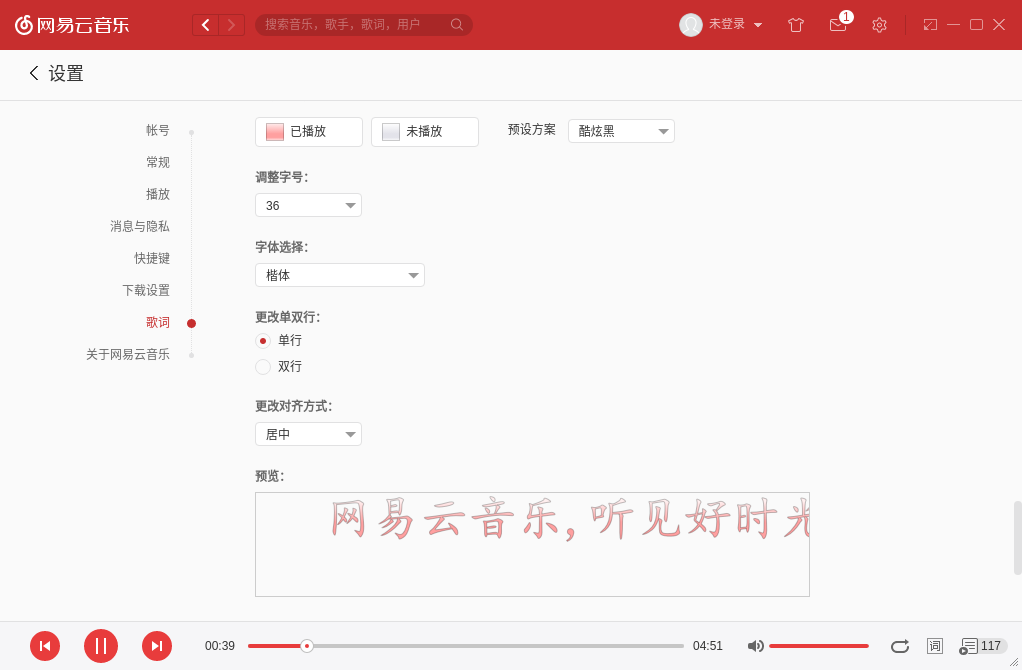 网易云音乐
搜索音乐，歌手，歌词，用户
未登录
1
设置
帐号
常规
播放
消息与隐私
快捷键
下载设置
歌词
关于网易云音乐
已播放
未播放
预设方案
酷炫黑
调整字号：
36
字体选择：
楷体
更改单双行：
单行
双行
更改对齐方式：
居中
预览：
网易云音乐,听见好时光
00:39
04:51
词
117